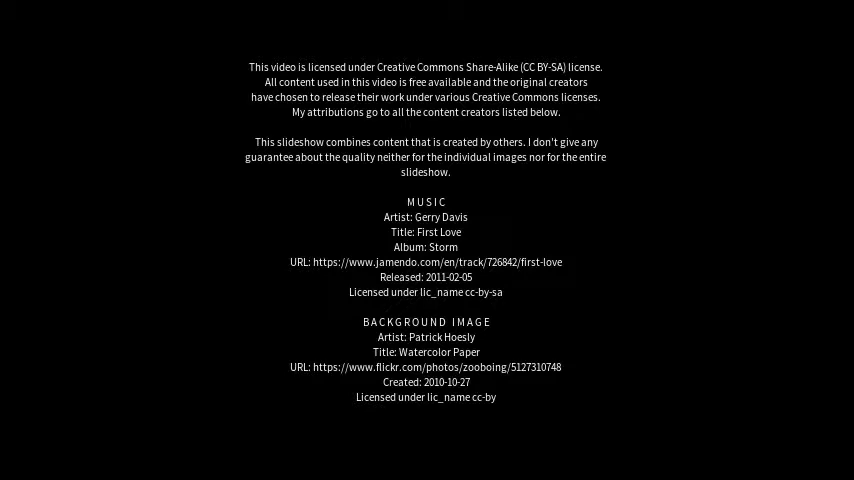 This video is licensed under Creative Commons Share-Alike (CC BY-SA) license.
All content used in this video is free available and the original creators
have chosen to release their work under various Creative Commons licenses.
My attributions go to all the content creators listed below.
This slideshow combines content that is created by others. I don't give any
guarantee about the quality neither for the individual images nor for the entire
slideshow.
MUSIC
Artist: Gerry Davis
Title: First Love
Album: Storm
URL: https://www.jamendo.com/en/track/726842/first-love
Released: 2011-02-05
Licensed under lic_name cc-by-sa
BACKGROUND IMAGE
Artist: Patrick Hoesly
Title: Watercolor Paper
URL: https://www.flickr.com/photos/zooboing/5127310748
Created: 2010-10-27
Licensed under lic_name cc-by